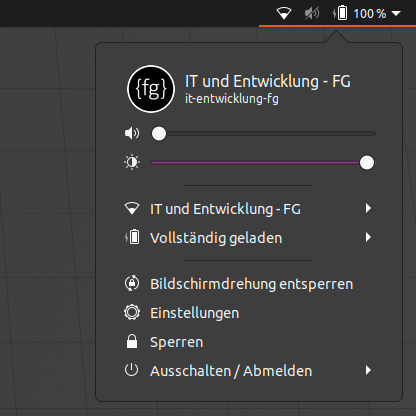 100 %
{fg}
IT und Entwicklung - FG
it-entwicklung-fg
IT und Entwicklung - FG
Vollständig geladen
Bildschirmdrehung entsperren
Einstellungen
Sperren
Ausschalten / Abmelden